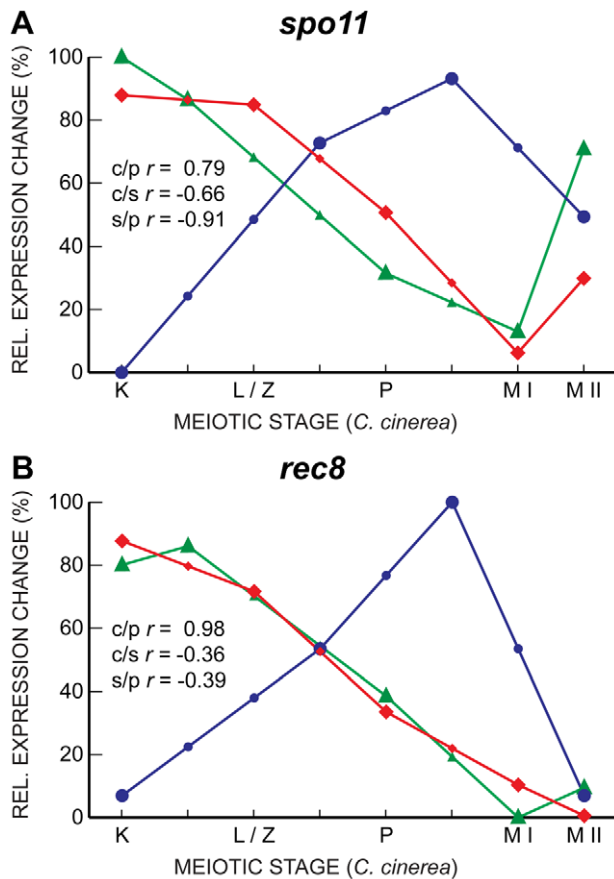 A
spo11
REL. EXPRESSION CHANGE (%)
100
80
60
40
20
0
c/p r = 0.79
c/s r = -0.66
s/p r = -0.91
K L / Z P M I M II
MEIOTIC STAGE (C. cinerea)
B
rec8
REL. EXPRESSION CHANGE (%)
100
80
60
40
20
0
c/p r = 0.98
c/s r = -0.36
s/p r = -0.39
K L / Z P M I M II
MEIOTIC STAGE (C. cinerea)